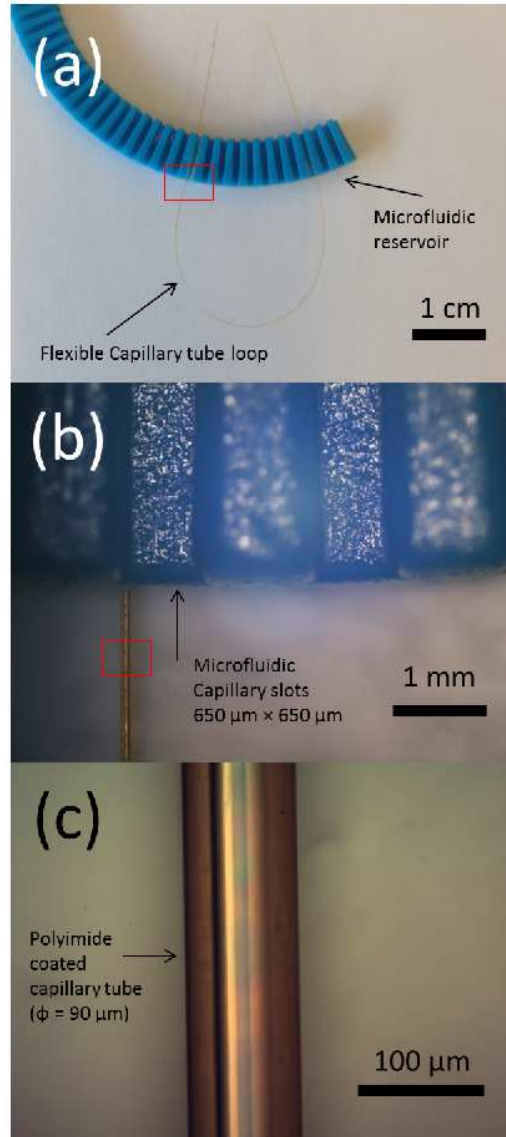 (a)
Microfluidic
reservoir
1 cm
Flexible Capillary tube loop
(b)
Microfluidic
Capillary slots
650 µm × 650 µm
1 mm
(c)
Polyimide
coated
capillary tube
(ϕ = 90 µm)
100 µm